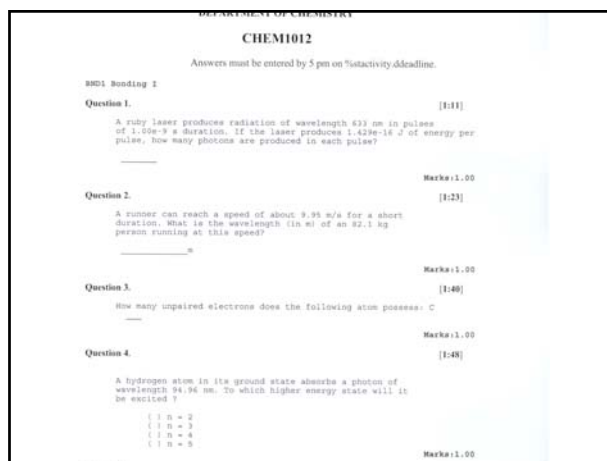 DEPARTMENT OF CHEMISTRY
CHEM1012
Answers must be entered by 5 pm on %stactivity.ddeadline.
BND1 Bonding I
Question 1. [1:11]
A ruby laser produces radiation of wavelength 633 nm in pulses
of 1.00e-9 s duration. If the laser produces 1.429e-16 J of energy per
pulse, how many photons are produced in each pulse?
Marks:1.00
Question 2. [1:23]
A runner can reach a speed of about 9.95 m/s for a short
duration. What is the wavelength (in m) of an 82.1 kg
person running at this speed?
m
Marks:1.00
Question 3. [1:40]
How many unpaired electrons does the following atom possess: C
Marks:1.00
Question 4. [1:48]
A hydrogen atom in its ground state absorbs a photon of
wavelength 94.96 nm. To which higher energy state will it
be excited ?
( ) n = 2
( ) n = 3
( ) n = 4
( ) n = 5
Marks:1.00